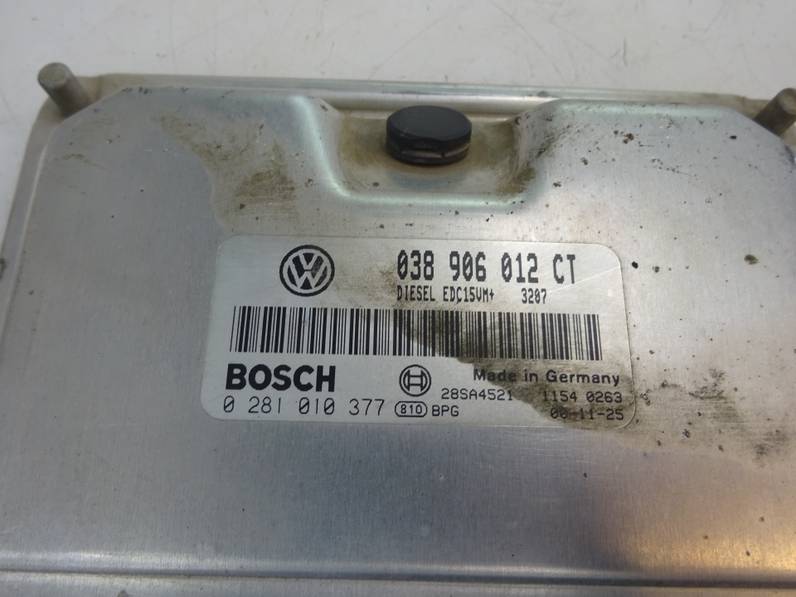 038 906 012 CT
DIESEL EDC15VM+ 3207
BOSCH
Made in Germany
28SA4521 1154 0263
0 281 010 377 810 BPG 00-11-25